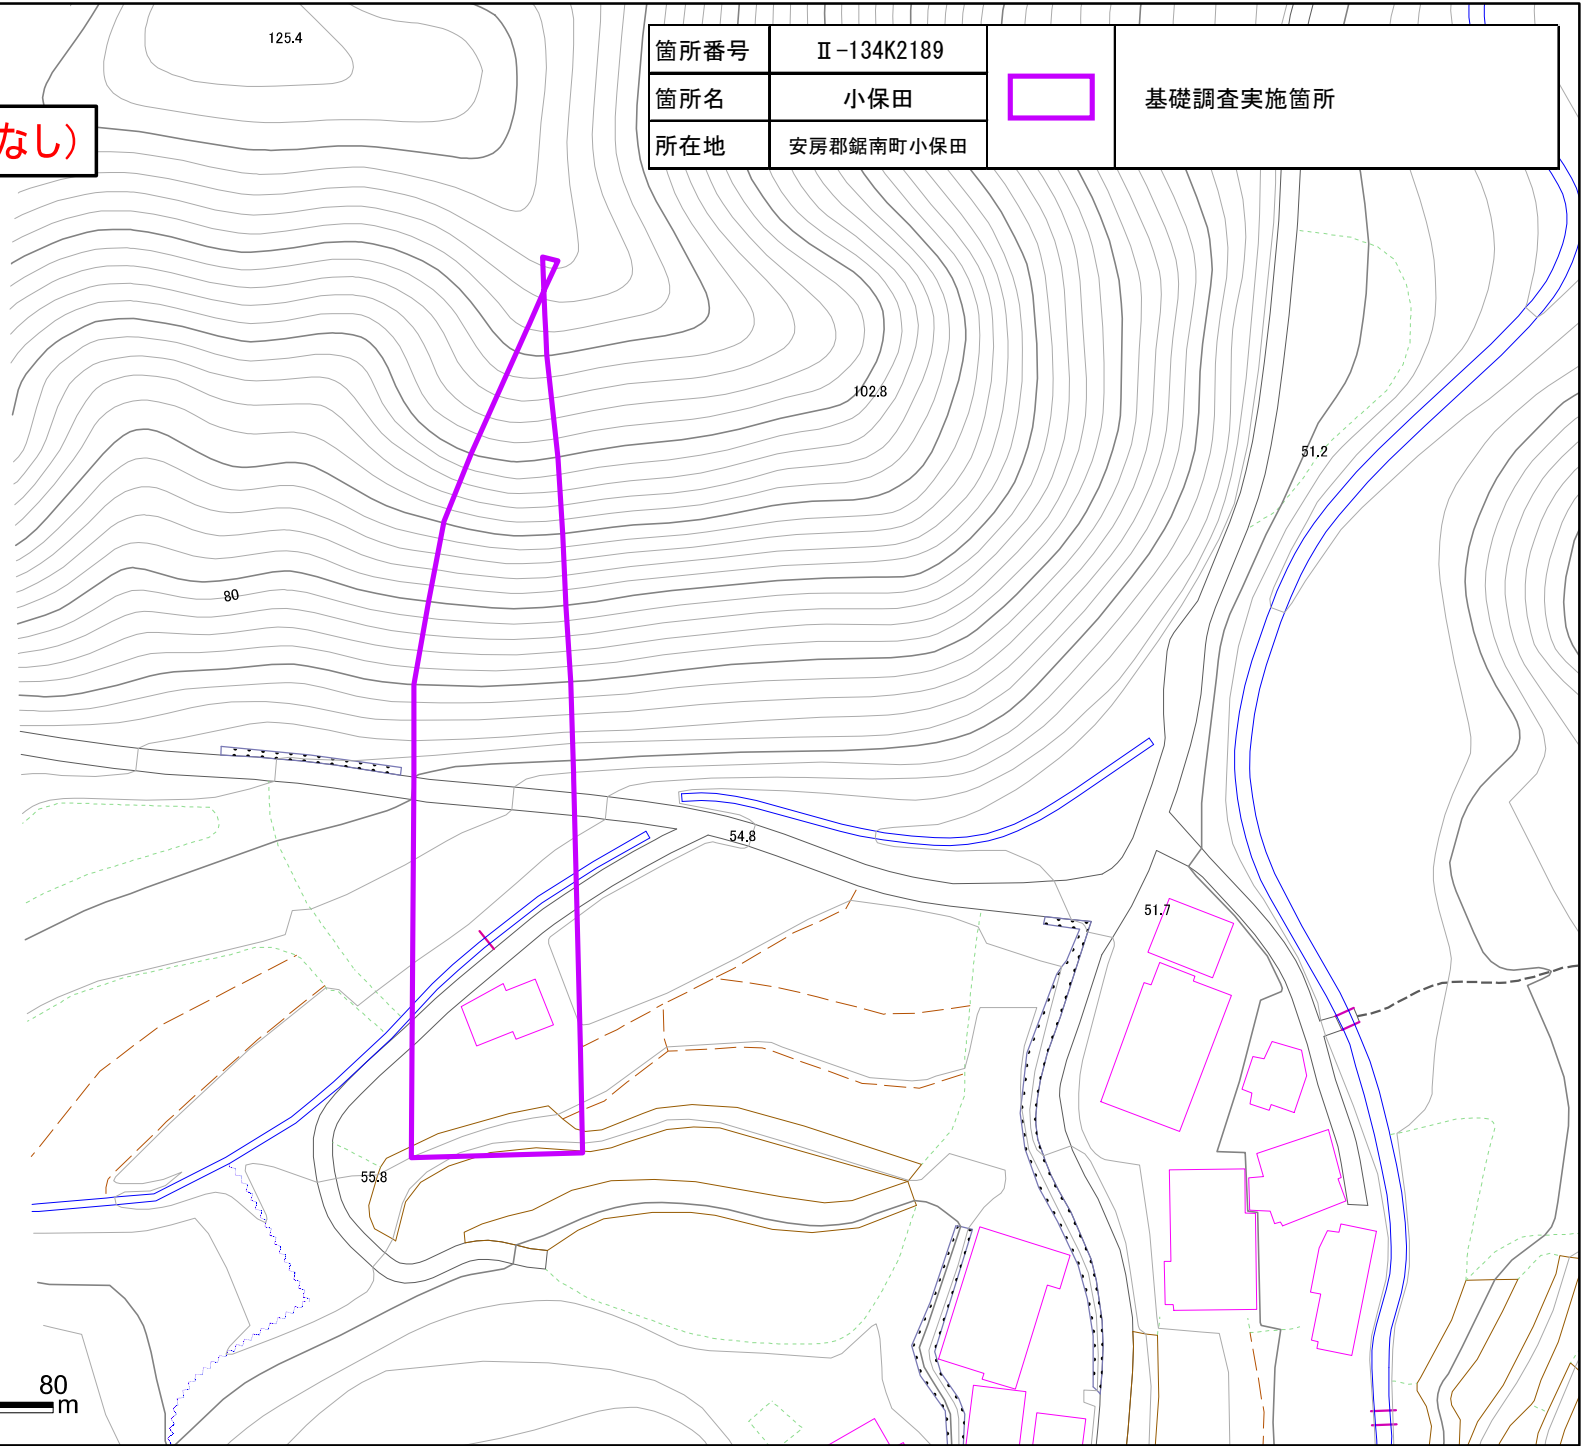 125.4
箇所番号 Ⅱ-134K2189
箇所名 小保田
所在地 安房郡鋸南町小保田
基礎調査実施箇所
なし）
102.8
51.2
80
54.8
51.7
55.8
80
m